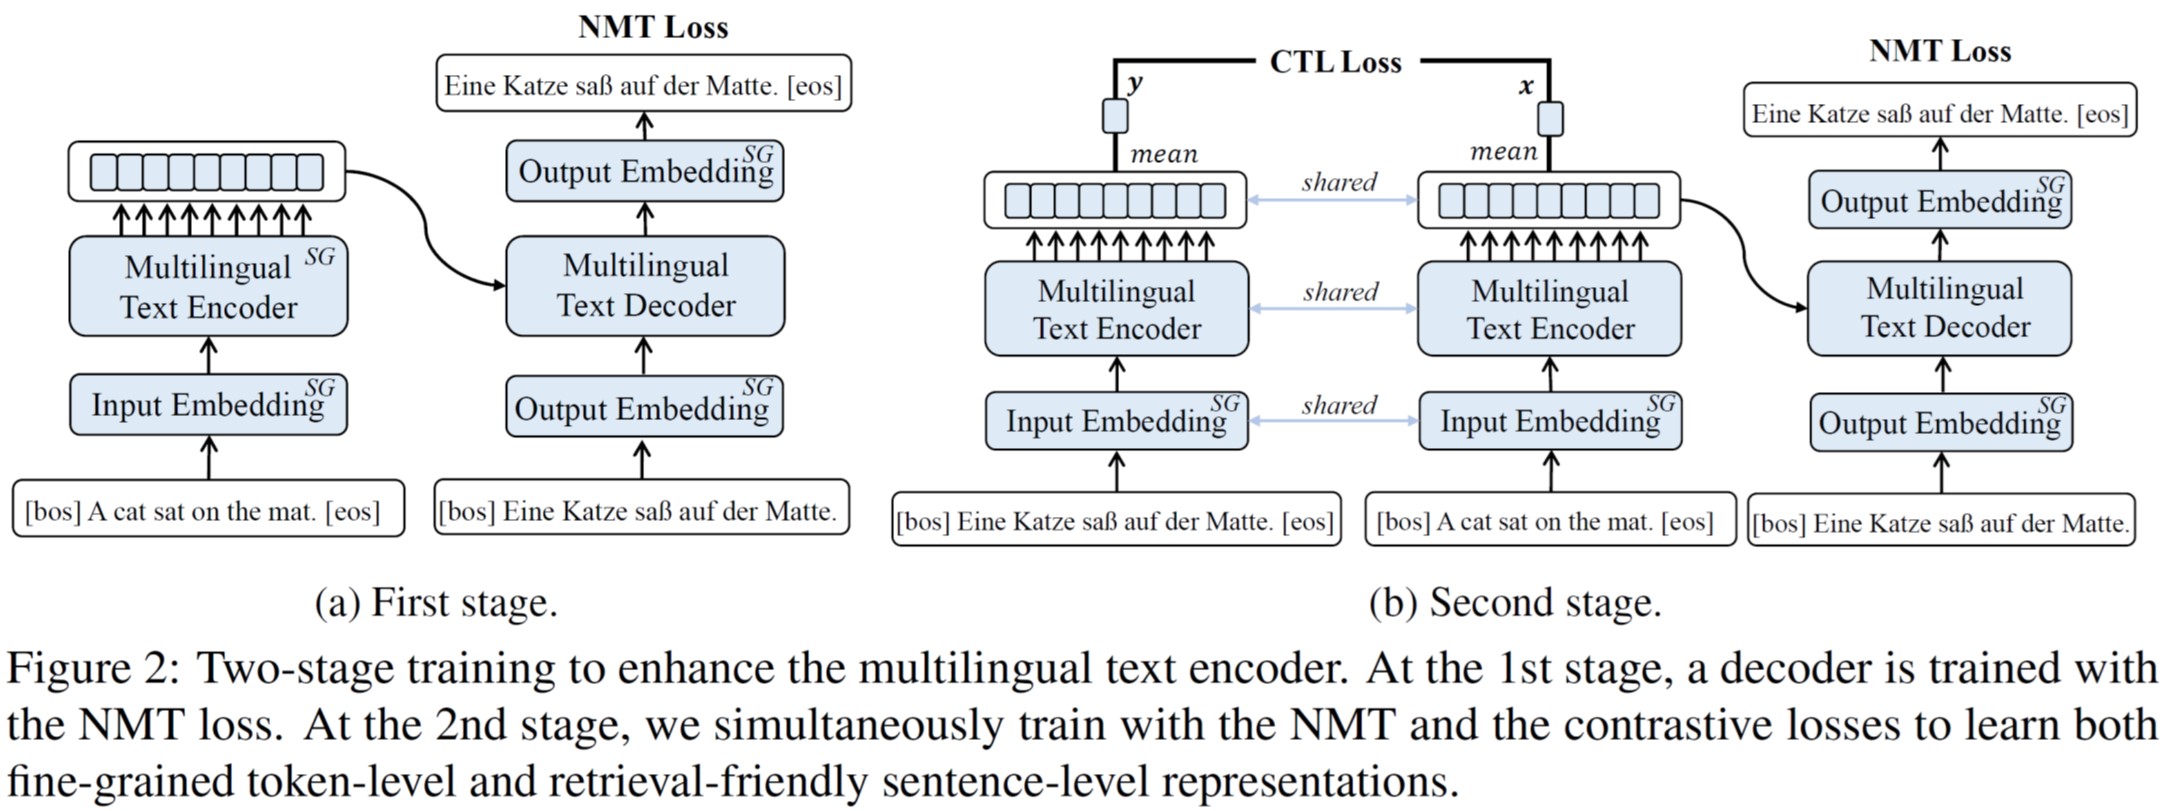 NMT Loss
Eine Katze saß auf der Matte. [eos]
Output Embedding SG
Multilingual SG
Text Encoder
Multilingual
Text Decoder
Input Embedding SG
Output Embedding SG
[bos] A cat sat on the mat. [eos]
[bos] Eine Katze saß auf der Matte.
(a) First stage.
CTL Loss
y
x
mean
mean
shared
Multilingual
Text Encoder
shared
Multilingual
Text Encoder
Input Embedding SG
shared
Input Embedding SG
[bos] Eine Katze saß auf der Matte. [eos]
[bos] A cat sat on the mat. [eos]
NMT Loss
Eine Katze saß auf der Matte. [eos]
Output Embedding SG
Multilingual
Text Decoder
Output Embedding SG
[bos] Eine Katze saß auf der Matte.
(b) Second stage.
Figure 2: Two-stage training to enhance the multilingual text encoder. At the 1st stage, a decoder is trained with
the NMT loss. At the 2nd stage, we simultaneously train with the NMT and the contrastive losses to learn both
fine-grained token-level and retrieval-friendly sentence-level representations.